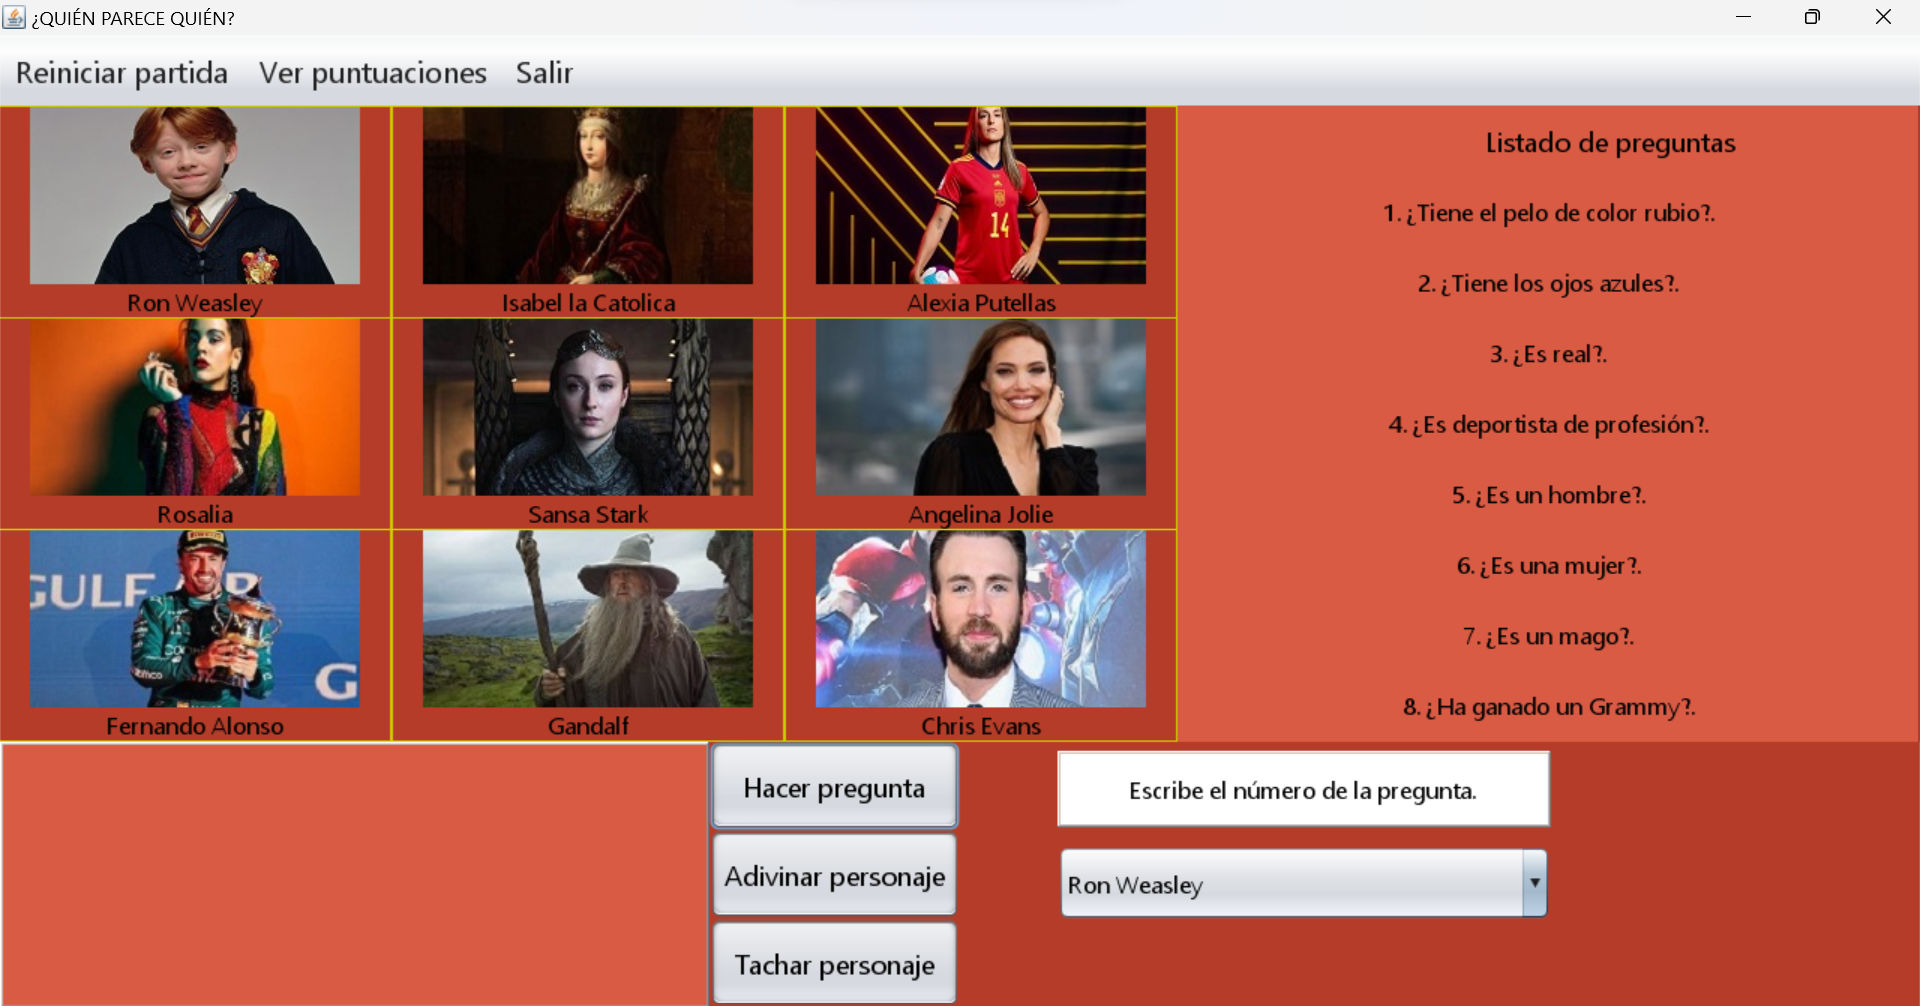 ¿QUIÉN PARECE QUIÉN?
Reiniciar partida Ver puntuaciones Salir
14
Ron Weasley
Isabel la Catolica
Alexia Putellas
Rosalia
Sansa Stark
Angelina Jolie
GULF AIR
G
Fernando Alonso
Gandalf
Chris Evans
Listado de preguntas
1. ¿Tiene el pelo de color rubio?.
2. ¿Tiene los ojos azules?.
3. ¿Es real?.
4. ¿Es deportista de profesión?.
5. ¿Es un hombre?.
6. ¿Es una mujer?.
7. ¿Es un mago?.
8. ¿Ha ganado un Grammy?.
Hacer pregunta
Adivinar personaje
Tachar personaje
Escribe el número de la pregunta.
Ron Weasley